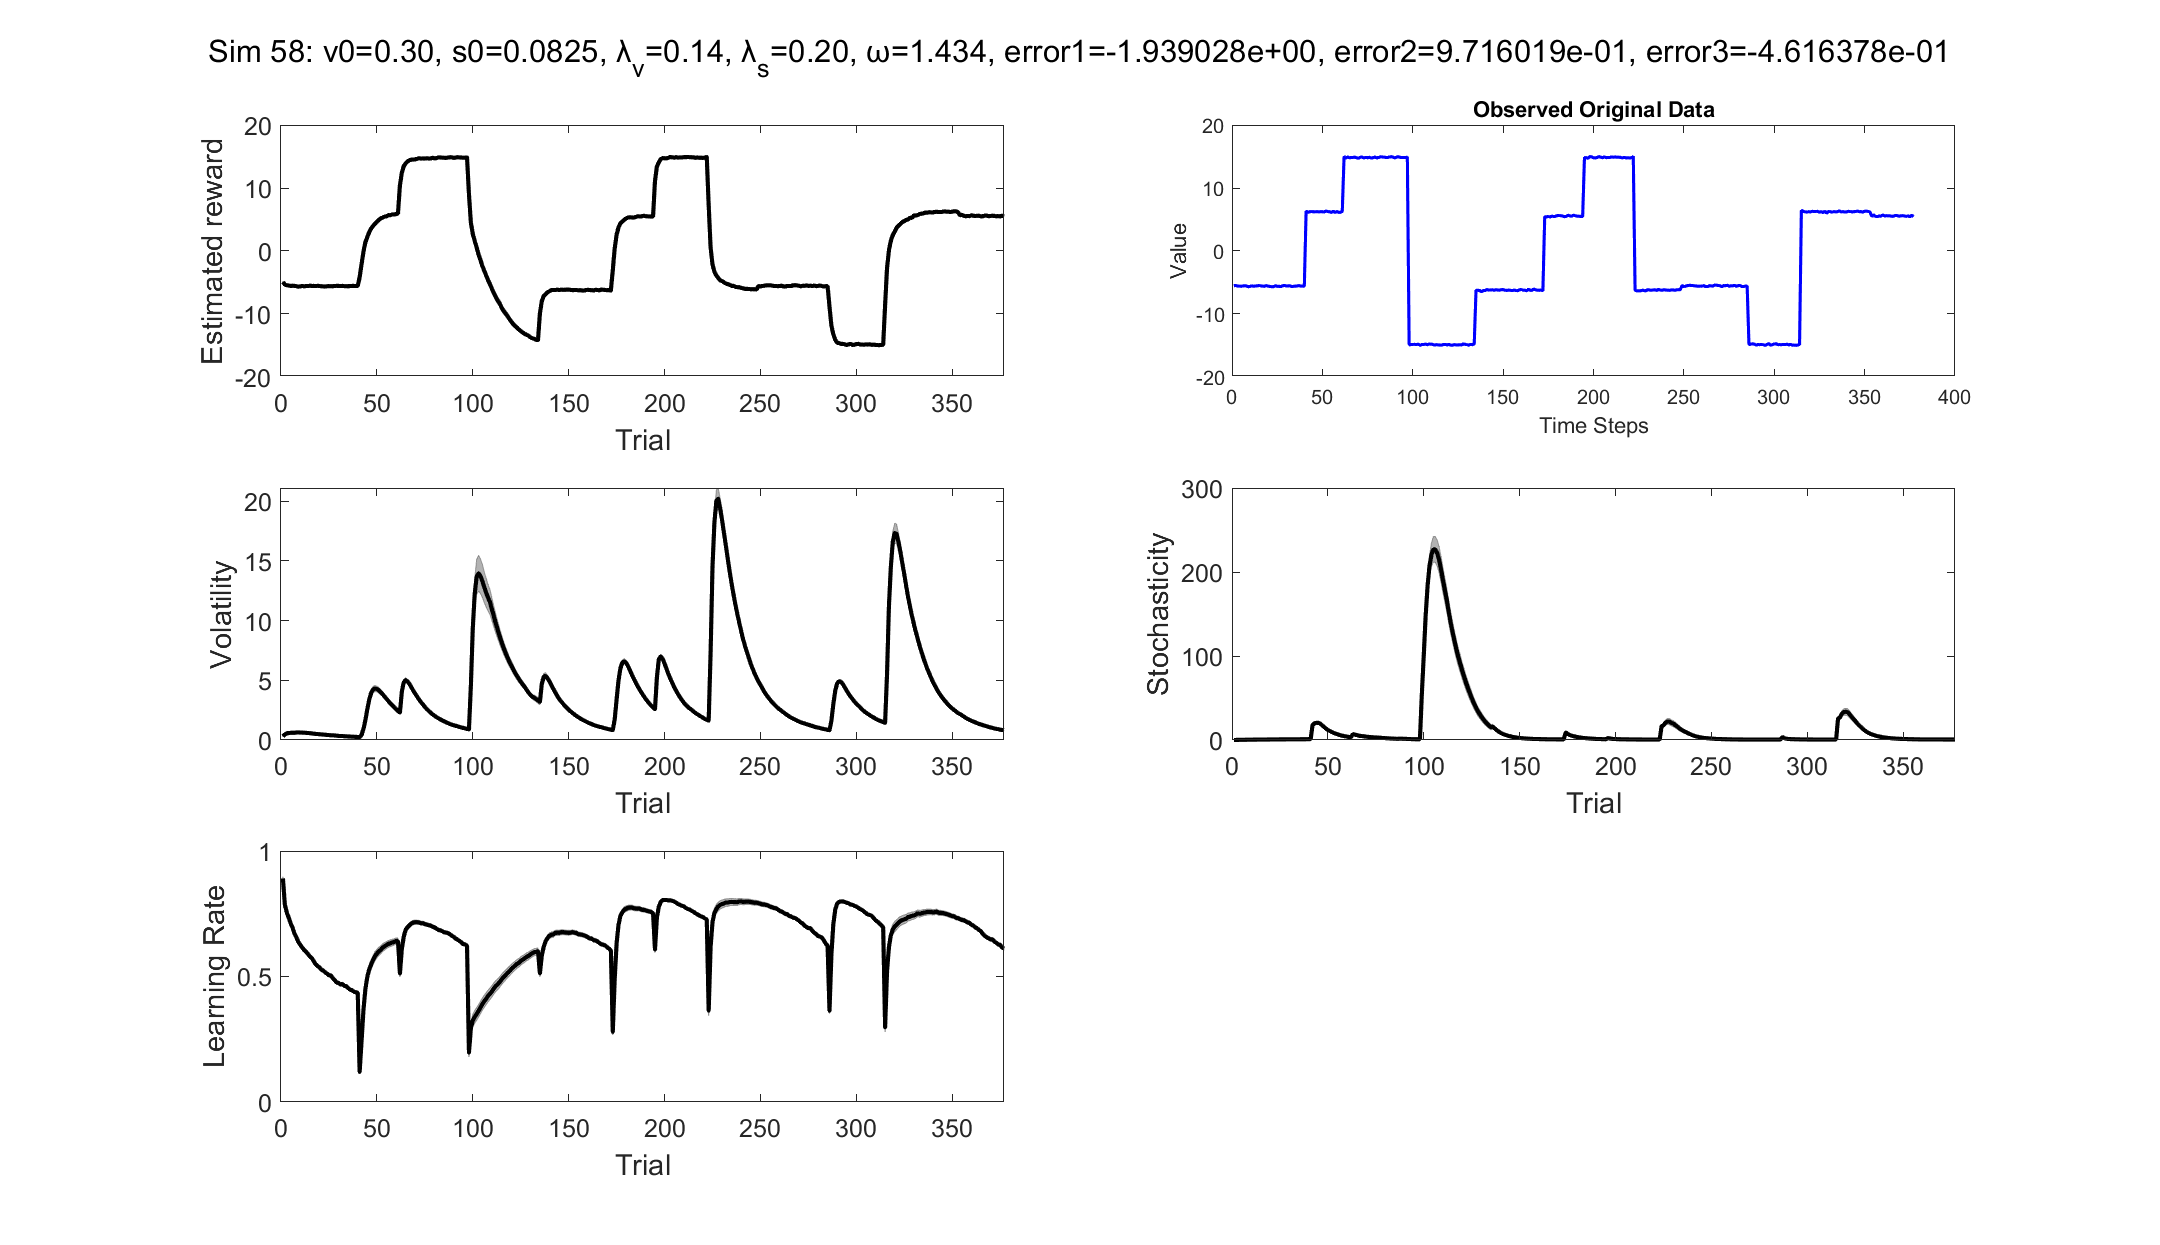 Sim 58: v0=0.30, s0=0.0825, λv=0.14, λs=0.20, ω=1.434, error1=-1.939028e+00, error2=9.716019e-01, error3=-4.616378e-01
20
10
0
-10
-20
Estimated reward
0 50 100 150 200 250 300 350
Trial
Observed Original Data
20
10
0
-10
-20
Value
0 50 100 150 200 250 300 350 400
Time Steps
20
15
10
5
0
Volatility
0 50 100 150 200 250 300 350
Trial
300
200
100
0
Stochasticity
0 50 100 150 200 250 300 350
Trial
1
0.5
0
Learning Rate
0 50 100 150 200 250 300 350
Trial